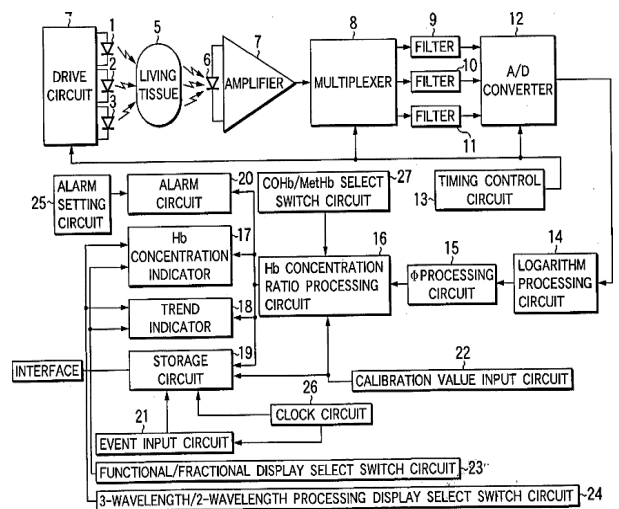 7
DRIVE CIRCUIT
1
2
3
5
LIVING TISSUE
6
7
AMPLIFIER
8
MULTIPLEXER
9
FILTER
10
FILTER
11
FILTER
12
A/D CONVERTER
13
TIMING CONTROL CIRCUIT
25
ALARM SETTING CIRCUIT
20
ALARM CIRCUIT
27
COHb/MetHb SELECT SWITCH CIRCUIT
17
Hb CONCENTRATION INDICATOR
16
Hb CONCENTRATION RATIO PROCESSING CIRCUIT
15
ΦPROCESSING CIRCUIT
14
LOGARITHM PROCESSING CIRCUIT
18
TREND INDICATOR
19
STORAGE CIRCUIT
INTERFACE
22
CALIBRATION VALUE INPUT CIRCUIT
26
CLOCK CIRCUIT
21
EVENT INPUT CIRCUIT
FUNCTIONAL/FRACTIONAL DISPLAY SELECT SWITCH CIRCUIT
23
3-WAVELENGTH/2-WAVELENGTH PROCESSING DISPLAY SELECT SWITCH CIRCUIT
24